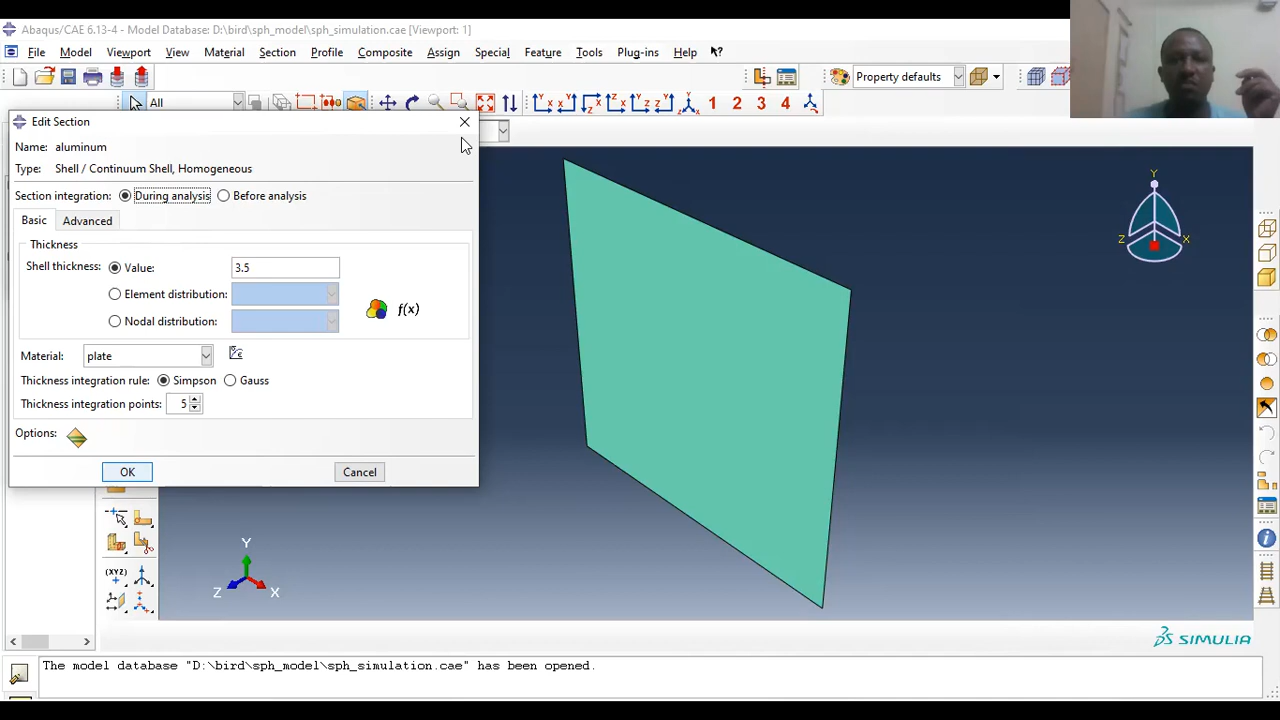 Abaqus/CAE 6.13-4 - Model Database: D:\bird\sph_model\sph_simulation.cae [Viewport: 1]
File Model Viewport View Material Section Profile Composite Assign Special Feature Tools Plug-ins Help
Property defaults
All
1 2 3 4
Edit Section
Name: aluminum
Type: Shell / Continuum Shell, Homogeneous
Section integration: During analysis Before analysis
Basic Advanced
Thickness
Shell thickness: Value: 3.5
Element distribution:
f(x)
Nodal distribution:
Material: plate
Thickness integration rule: Simpson Gauss
Thickness integration points: 5
Options:
OK Cancel
Y
Z X
Y
Z X
(XYZ)
SIMULIA
The model database "D:\bird\sph_model\sph_simulation.cae" has been opened.